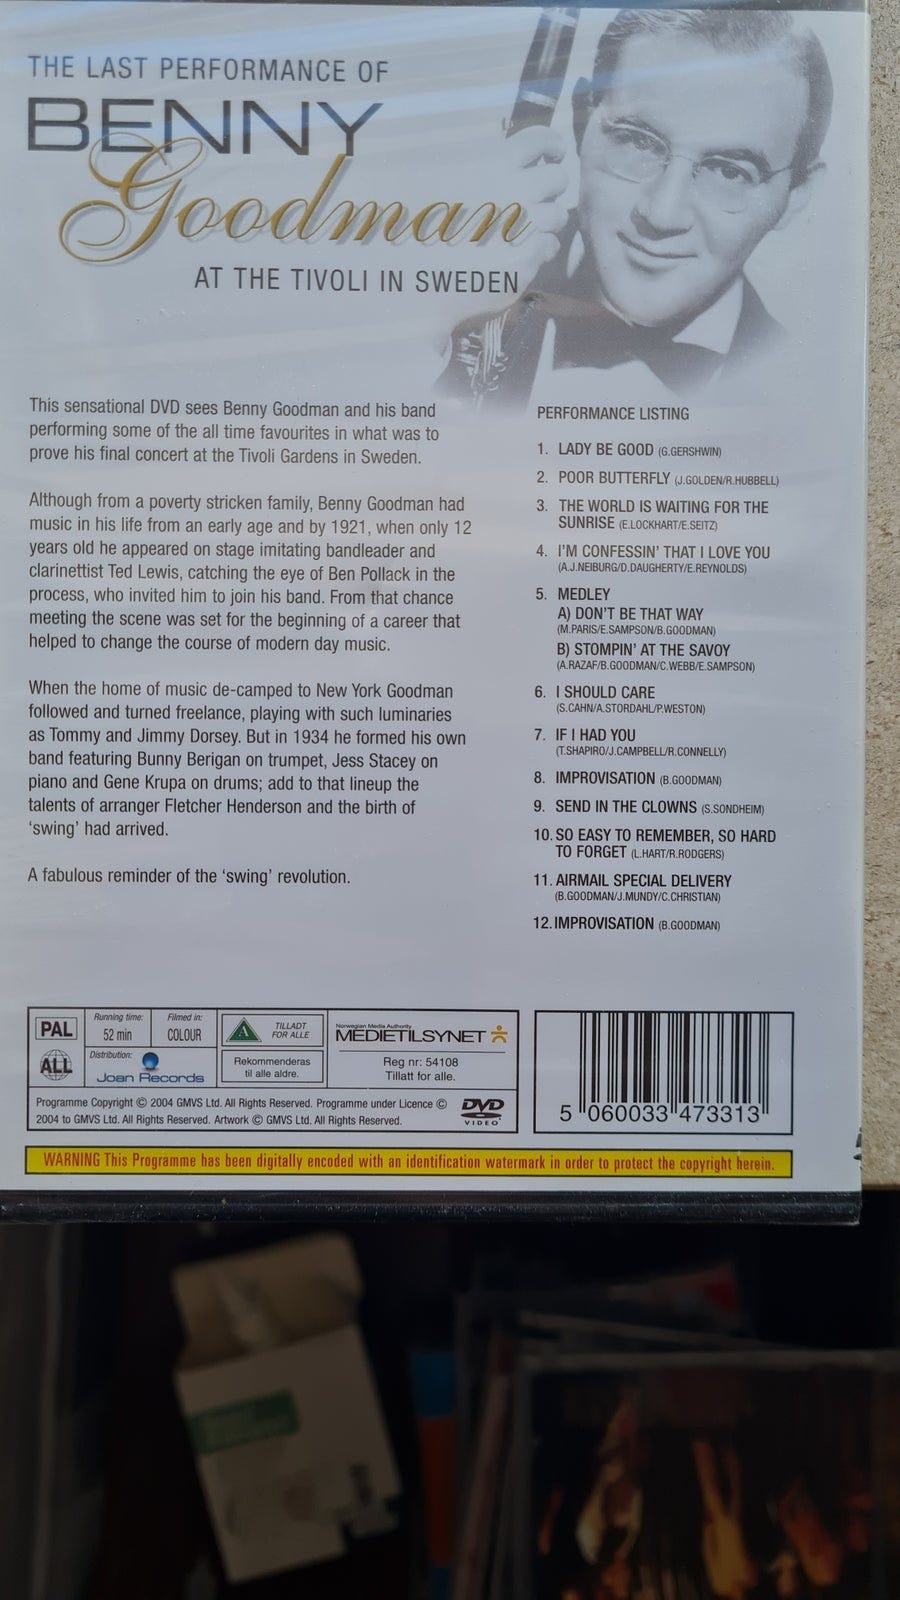 THE LAST PERFORMANCE OF
BENNY
Goodman
AT THE TIVOLI IN SWEDEN
This sensational DVD sees Benny Goodman and his band
performing some of the all time favourites in what was to
prove his final concert at the Tivoli Gardens in Sweden.
Although from a poverty stricken family, Benny Goodman had
music in his life from an early age and by 1921, when only 12
years old he appeared on stage imitating bandleader and
clarinettist Ted Lewis, catching the eye of Ben Pollack in the
process, who invited him to join his band. From that chance
meeting the scene was set for the beginning of a career that
helped to change the course of modern day music.
When the home of music de-camped to New York Goodman
followed and turned freelance, playing with such luminaries
as Tommy and Jimmy Dorsey. But in 1934 he formed his own
band featuring Bunny Berigan on trumpet, Jess Stacey on
piano and Gene Krupa on drums; add to that lineup the
talents of arranger Fletcher Henderson and the birth of
‘swing’ had arrived.
A fabulous reminder of the ‘swing’ revolution.
PERFORMANCE LISTING
1. LADY BE GOOD (G.GERSHWIN)
2. POOR BUTTERFLY (J.GOLDEN/R.HUBBELL)
3. THE WORLD IS WAITING FOR THE
SUNRISE (E.LOCKHART/E.SEITZ)
4. I'M CONFESSIN' THAT I LOVE YOU
(A.J.NEIBURG/D.DAUGHERTY/E.REYNOLDS)
5. MEDLEY
A) DON'T BE THAT WAY
(M.PARIS/E.SAMPSON/B.GOODMAN)
B) STOMPIN' AT THE SAVOY
(A.RAZAF/B.GOODMAN/C.WEBB/E.SAMPSON)
6. I SHOULD CARE
(S.CAHN/A.STORDAHL/P.WESTON)
7. IF I HAD YOU
(T.SHAPIRO/J.CAMPBELL/R.CONNELLY)
8. IMPROVISATION (B.GOODMAN)
9. SEND IN THE CLOWNS (S.SONDHEIM)
10. SO EASY TO REMEMBER, SO HARD
TO FORGET (L.HART/R.RODGERS)
11. AIRMAIL SPECIAL DELIVERY
(B.GOODMAN/J.MUNDY/C.CHRISTIAN)
12. IMPROVISATION (B.GOODMAN)
PAL
ALL
Running time:
52 min
Filmed in:
COLOUR
Distribution:
Joan Records
A
TILLADT
FOR ALLE
Rekommenderas
til alle aldre.
Norwegian Media Authority
MEDIETILSYNET
Reg nr: 54108
Tillatt for alle.
Programme Copyright © 2004 GMVS Ltd. All Rights Reserved. Programme under Licence ©
2004 to GMVS Ltd. All Rights Reserved. Artwork © GMVS Ltd. All Rights Reserved.
DVD
VIDEO
5 060033 473313
WARNING This Programme has been digitally encoded with an identification watermark in order to protect the copyright herein.